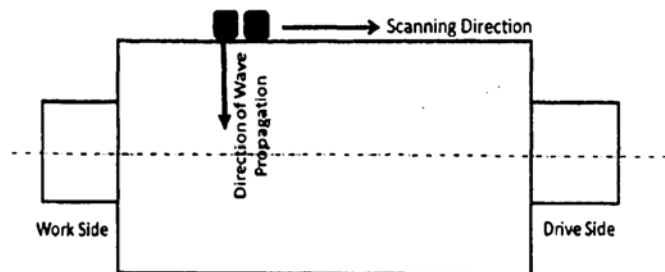 Scanning Direction
Direction of Wave
Propagation
Work Side
Drive Side